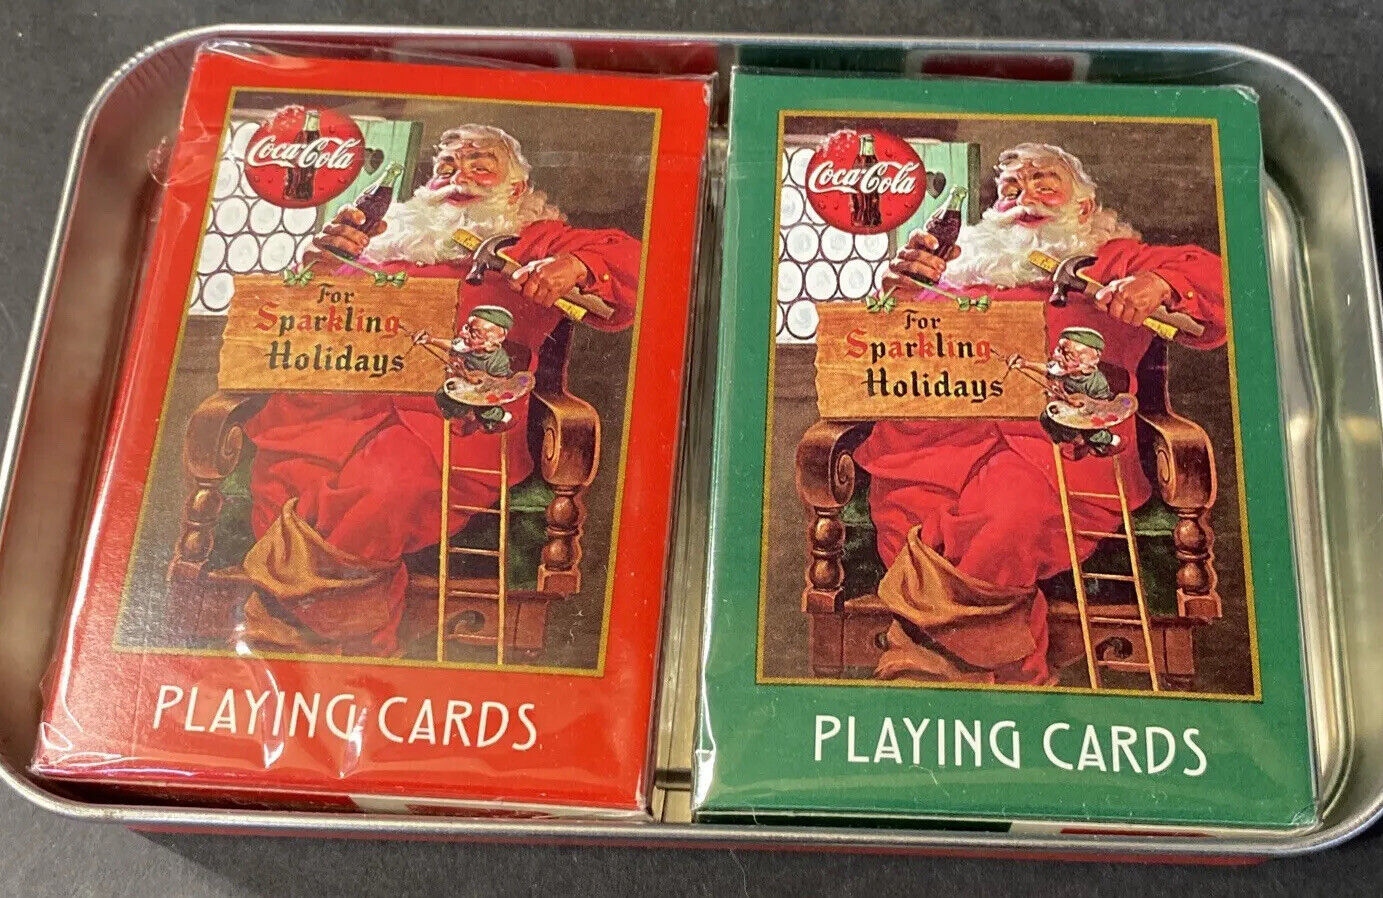 Coca-Cola
For
Sparkling
Holidays
PLAYING CARDS
Coca-Cola
For
Sparkling
Holidays
PLAYING CARDS